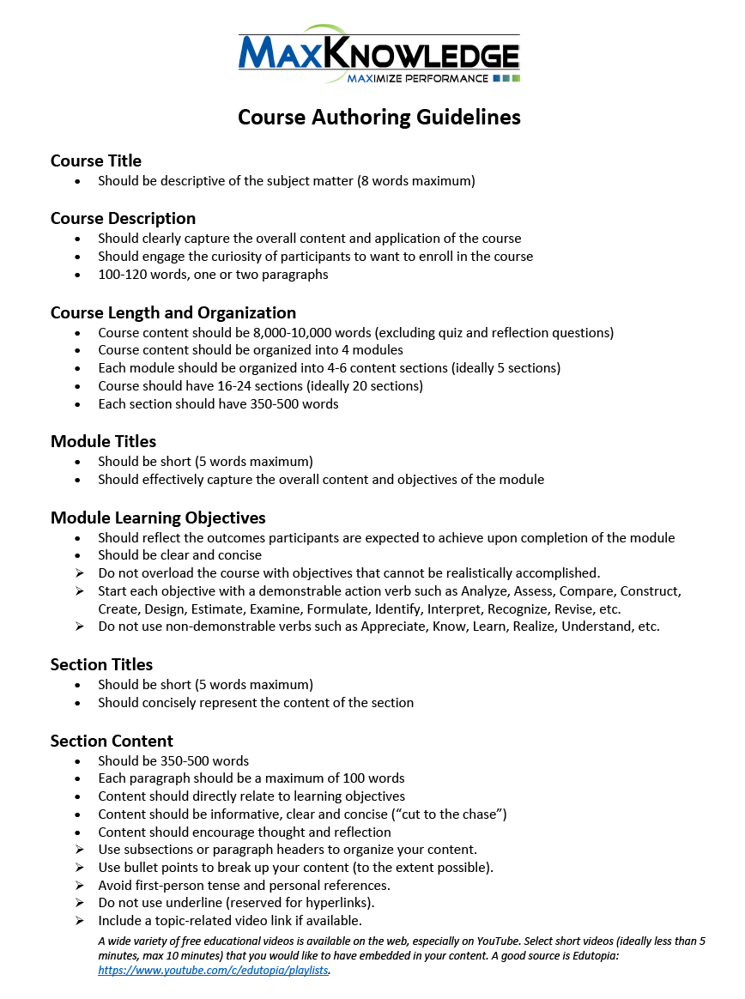 MAXKNOWLEDGE
MAXIMIZE PERFORMANCE
Course Authoring Guidelines
Course Title
• Should be descriptive of the subject matter (8 words maximum)
Course Description
• Should clearly capture the overall content and application of the course
• Should engage the curiosity of participants to want to enroll in the course
• 100-120 words, one or two paragraphs
Course Length and Organization
• Course content should be 8,000-10,000 words (excluding quiz and reflection questions)
• Course content should be organized into 4 modules
• Each module should be organized into 4-6 content sections (ideally 5 sections)
• Course should have 16-24 sections (ideally 20 sections)
• Each section should have 350-500 words
Module Titles
• Should be short (5 words maximum)
• Should effectively capture the overall content and objectives of the module
Module Learning Objectives
• Should reflect the outcomes participants are expected to achieve upon completion of the module
• Should be clear and concise
➢ Do not overload the course with objectives that cannot be realistically accomplished.
➢ Start each objective with a demonstrable action verb such as Analyze, Assess, Compare, Construct,
Create, Design, Estimate, Examine, Formulate, Identify, Interpret, Recognize, Revise, etc.
➢ Do not use non-demonstrable verbs such as Appreciate, Know, Learn, Realize, Understand, etc.
Section Titles
• Should be short (5 words maximum)
• Should concisely represent the content of the section
Section Content
• Should be 350-500 words
• Each paragraph should be a maximum of 100 words
• Content should directly relate to learning objectives
• Content should be informative, clear and concise (“cut to the chase”)
• Content should encourage thought and reflection
➢ Use subsections or paragraph headers to organize your content.
➢ Use bullet points to break up your content (to the extent possible).
➢ Avoid first-person tense and personal references.
➢ Do not use underline (reserved for hyperlinks).
➢ Include a topic-related video link if available.
A wide variety of free educational videos is available on the web, especially on YouTube. Select short videos (ideally less than 5
minutes, max 10 minutes) that you would like to have embedded in your content. A good source is Edutopia:
https://www.youtube.com/c/edutopia/playlists.